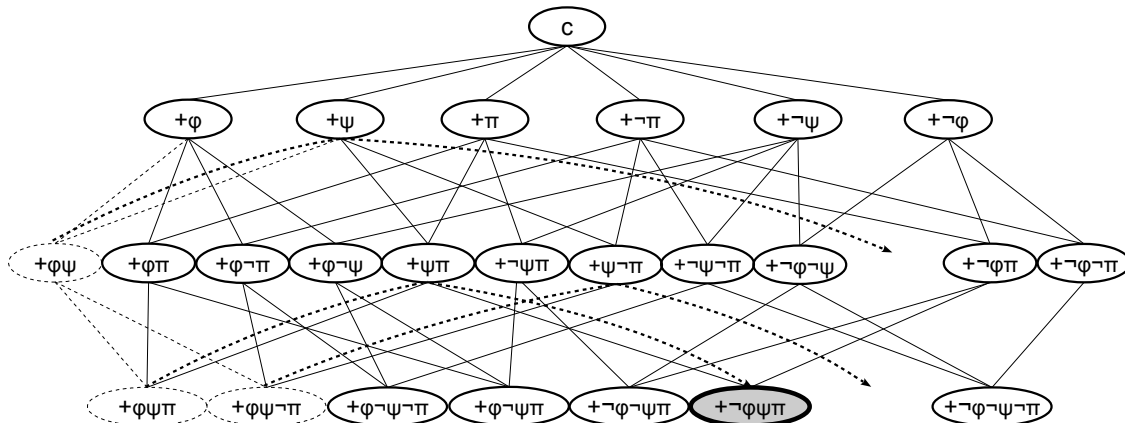 c
+φ +ψ +π +¬π +¬ψ +¬φ
+φψ +φπ +φ¬π +φ¬ψ +ψπ +¬ψπ +ψ¬π +¬ψ¬π +¬φ¬ψ +¬φπ +¬φ¬π
+φψπ +φψ¬π +φ¬ψ¬π +φ¬ψπ +¬φ¬ψπ +¬φψπ +¬φ¬ψ¬π